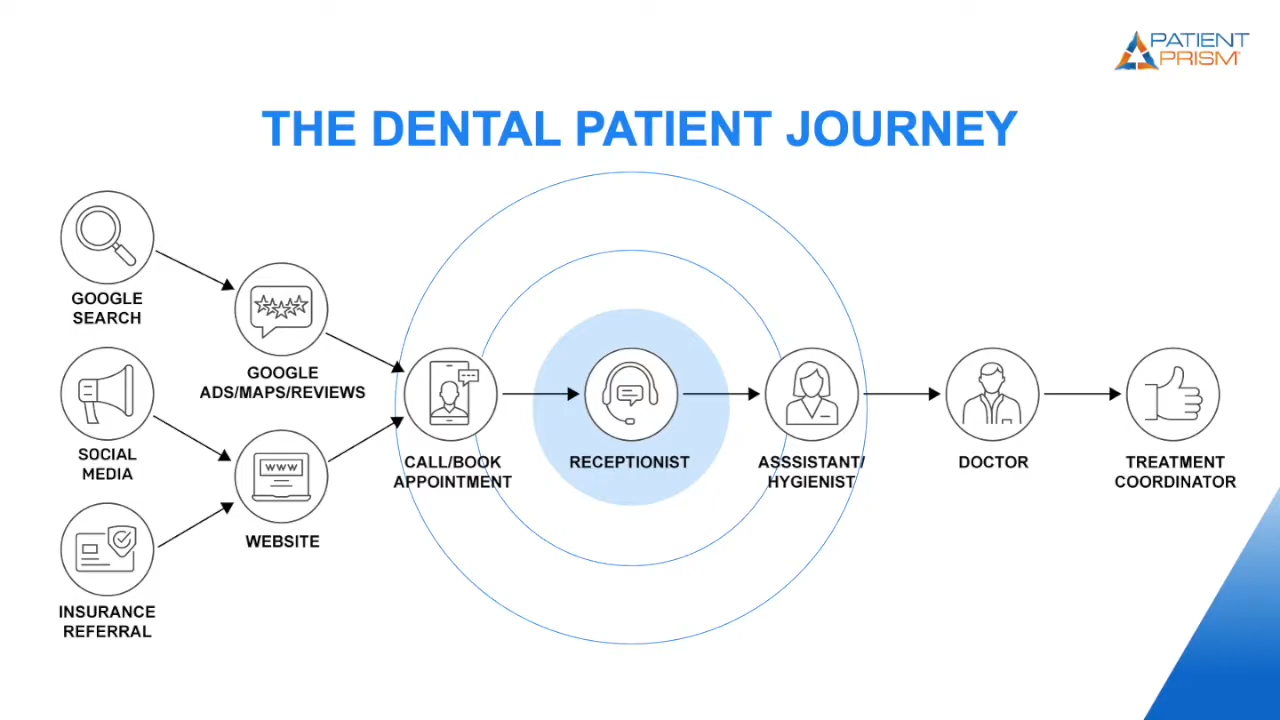 PATIENT
PRISM
THE DENTAL PATIENT JOURNEY
GOOGLE
SEARCH
GOOGLE
ADS/MAPS/REVIEWS
SOCIAL
MEDIA
WWW
WEBSITE
INSURANCE
REFERRAL
CALL/BOOK
APPOINTMENT
RECEPTIONIST
ASSSISTANT/
HYGIENIST
DOCTOR
TREATMENT
COORDINATOR